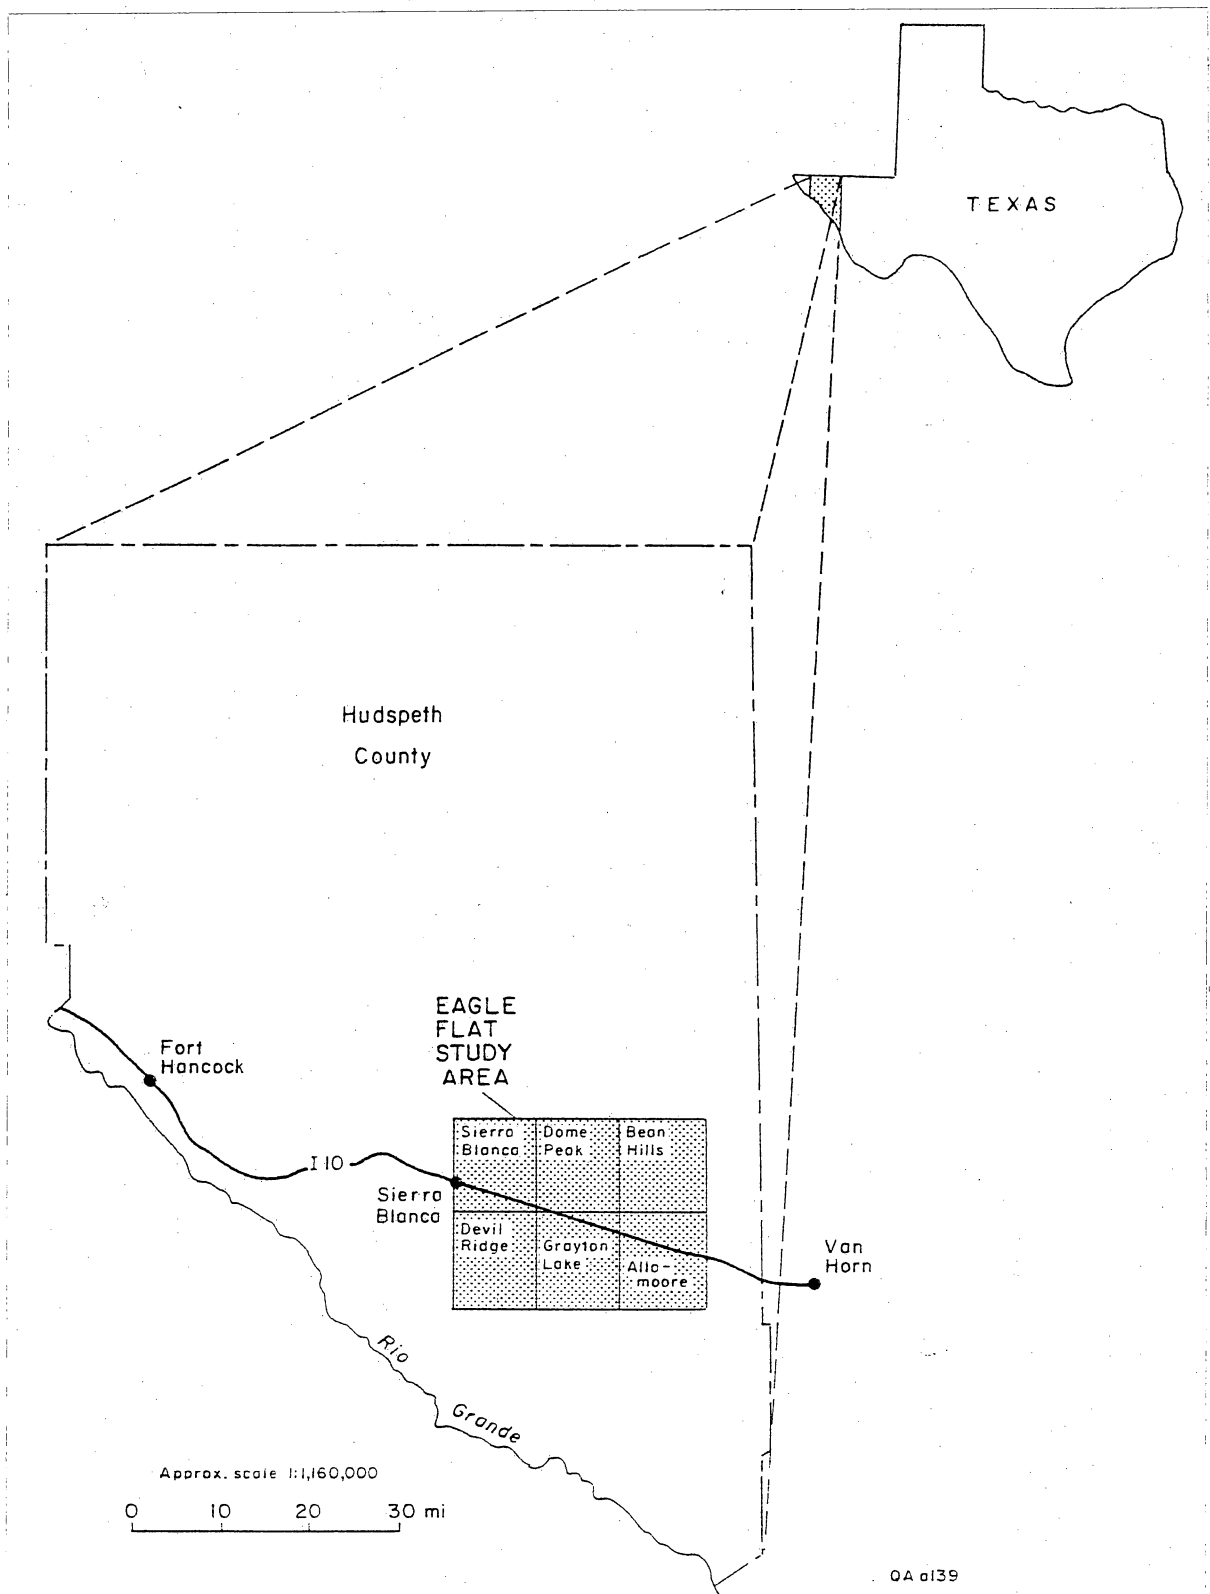 TEXAS
Hudspeth
County
EAGLE
FLAT
STUDY
AREA
Fort
Hancock
Sierra
Blanca
Dome
Peak
Bean
Hills
I-10
Sierra
Blanca
Devil
Ridge
Grayton
Lake
Alla-
moore
Van
Horn
Rio
Grande
Approx. scale 1:1,160,000
0 10 20 30 mi
QA a139